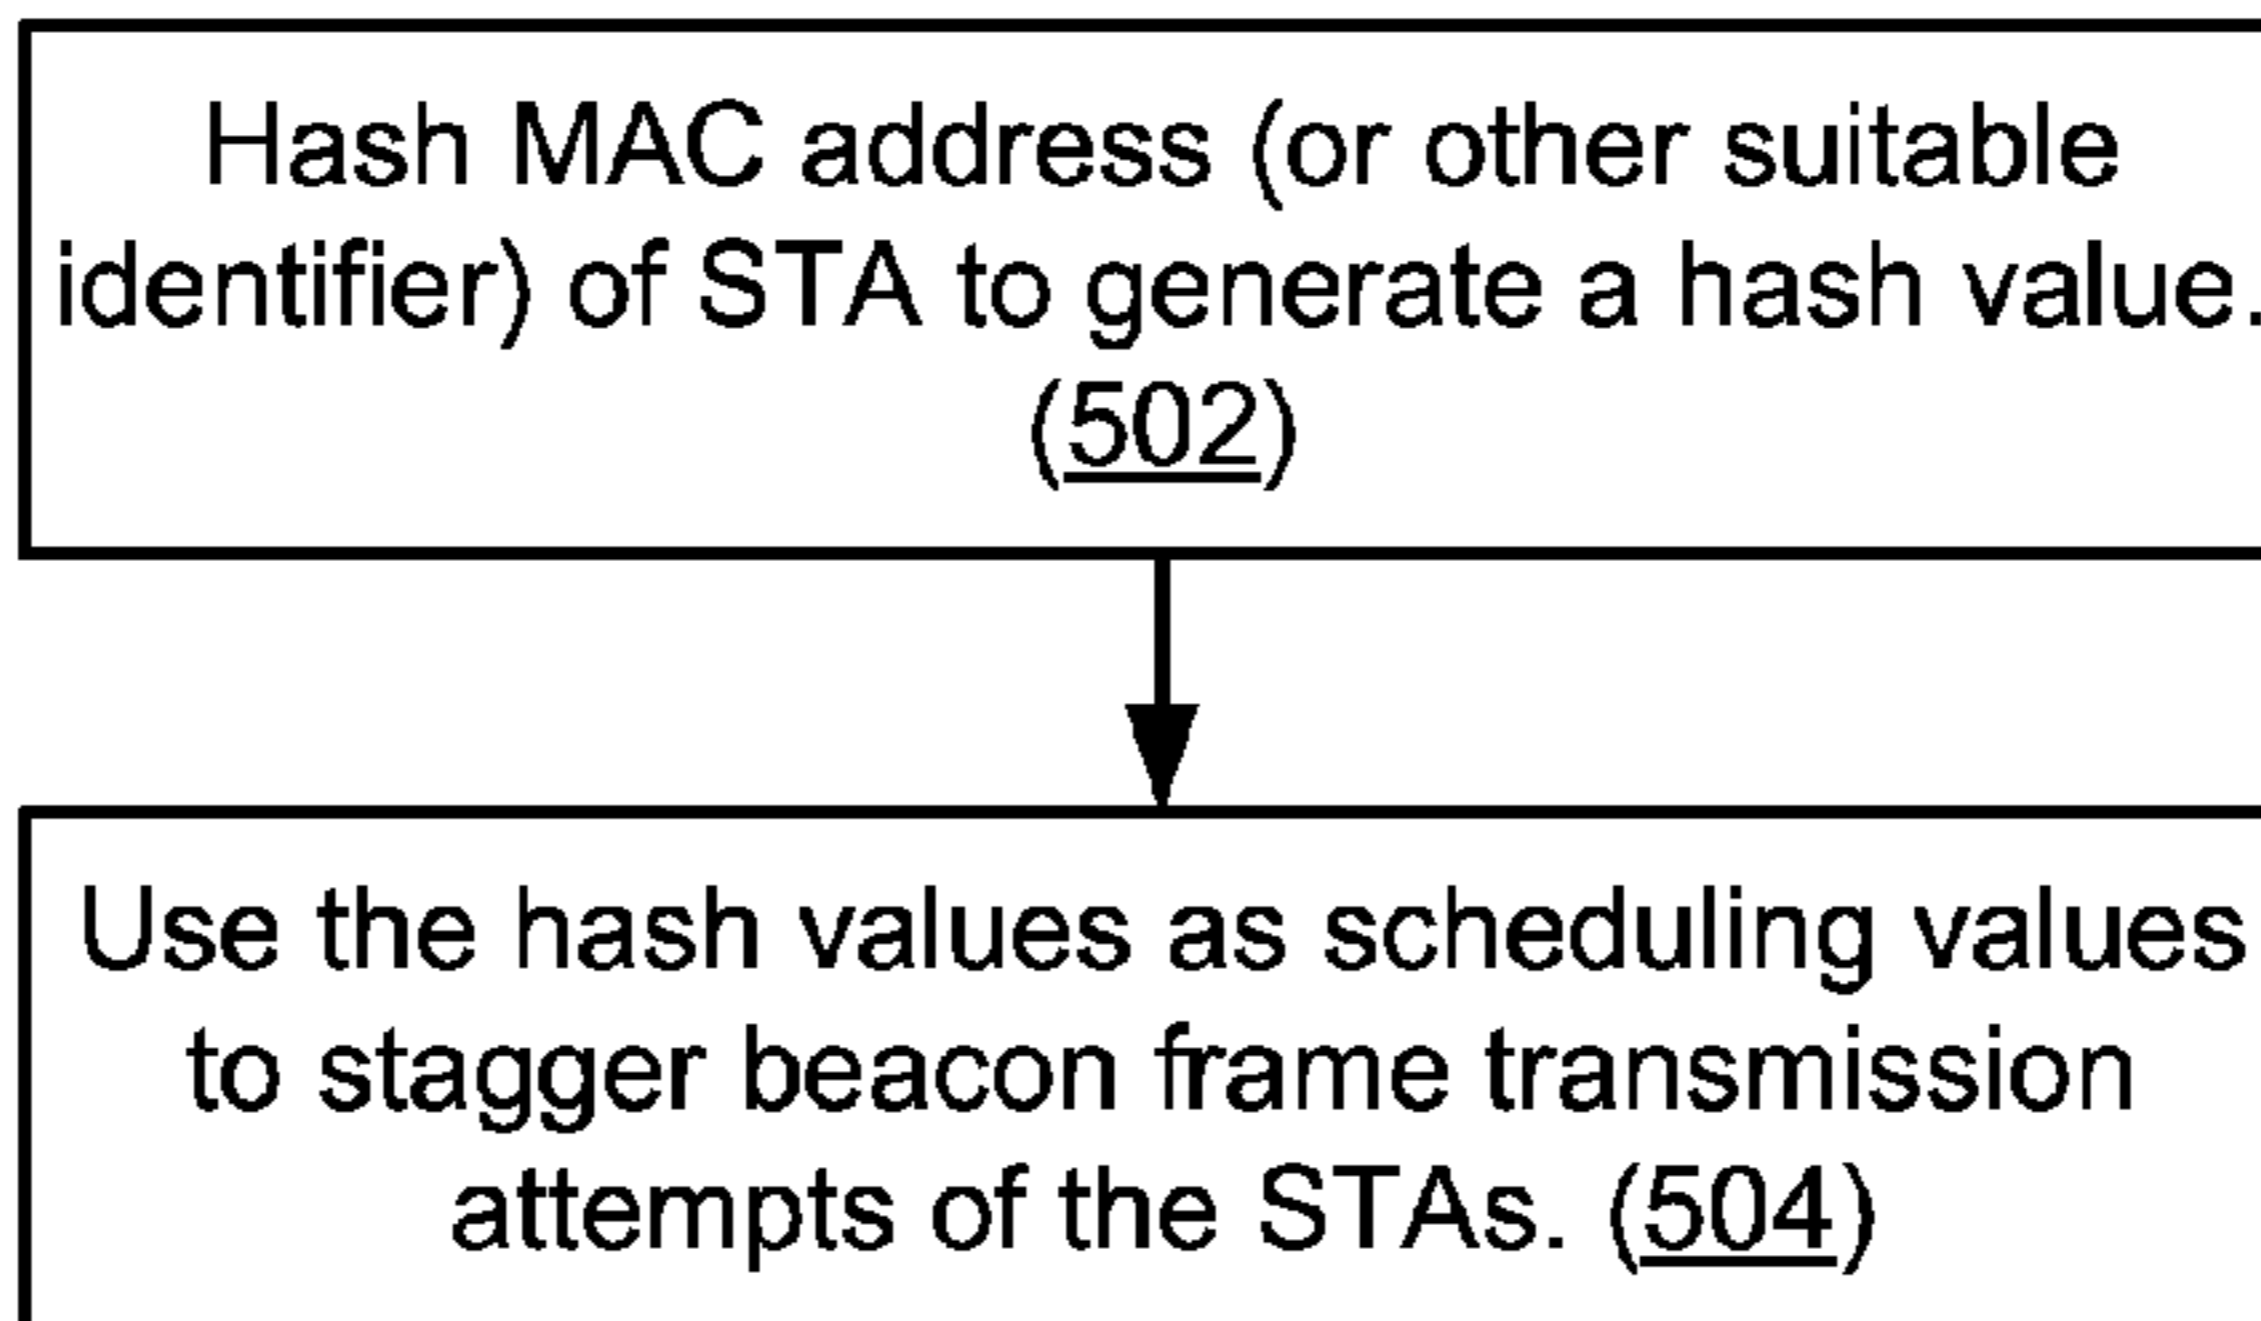 Hash MAC address (or other suitable
identifier) of STA to generate a hash value.
(502)
Use the hash values as scheduling values
to stagger beacon frame transmission
attempts of the STAs. (504)